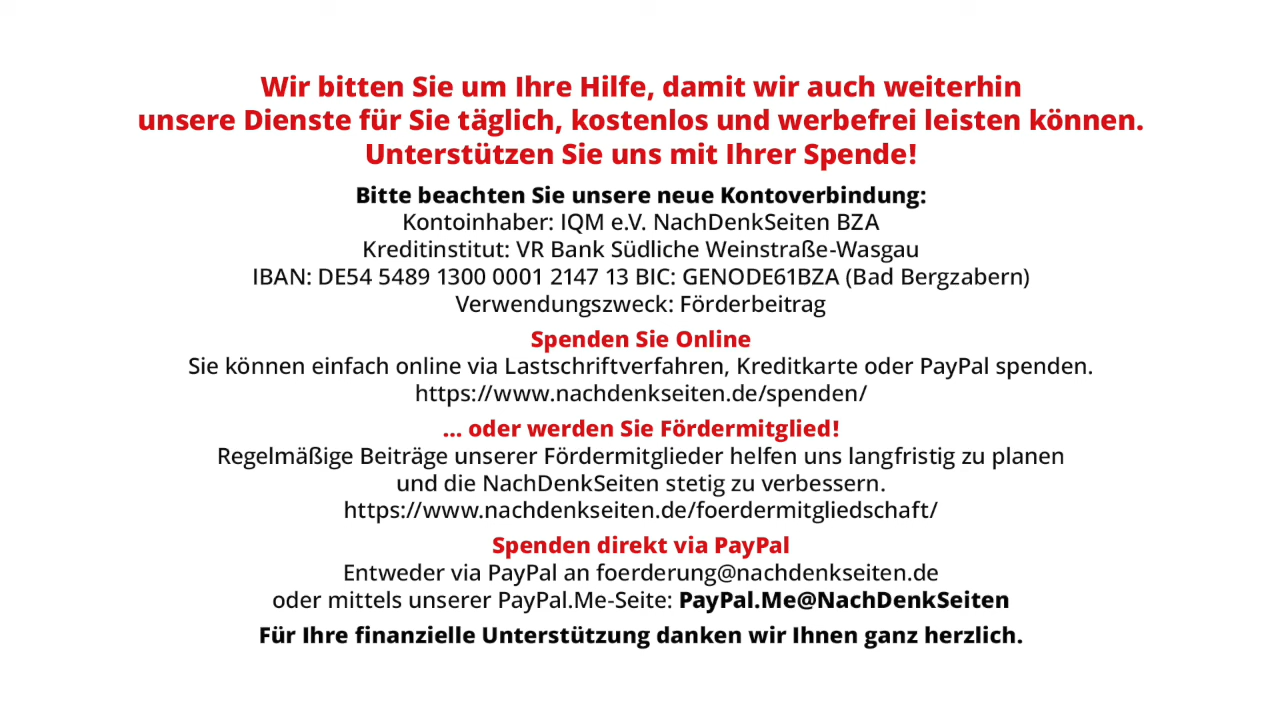 Wir bitten Sie um Ihre Hilfe, damit wir auch weiterhin
unsere Dienste für Sie täglich, kostenlos und werbefrei leisten können.
Unterstützen Sie uns mit Ihrer Spende!
Bitte beachten Sie unsere neue Kontoverbindung:
Kontoinhaber: IQM e.V. NachDenkSeiten BZA
Kreditinstitut: VR Bank Südliche Weinstraße-Wasgau
IBAN: DE54 5489 1300 0001 2147 13 BIC: GENODE61BZA (Bad Bergzabern)
Verwendungszweck: Förderbeitrag
Spenden Sie Online
Sie können einfach online via Lastschriftverfahren, Kreditkarte oder PayPal spenden.
https://www.nachdenkseiten.de/spenden/
... oder werden Sie Fördermitglied!
Regelmäßige Beiträge unserer Fördermitglieder helfen uns langfristig zu planen
und die NachDenkSeiten stetig zu verbessern.
https://www.nachdenkseiten.de/foerdermitgliedschaft/
Spenden direkt via PayPal
Entweder via PayPal an foerderung@nachdenkseiten.de
oder mittels unserer PayPal.Me-Seite: PayPal.Me@NachDenkSeiten
Für Ihre finanzielle Unterstützung danken wir Ihnen ganz herzlich.